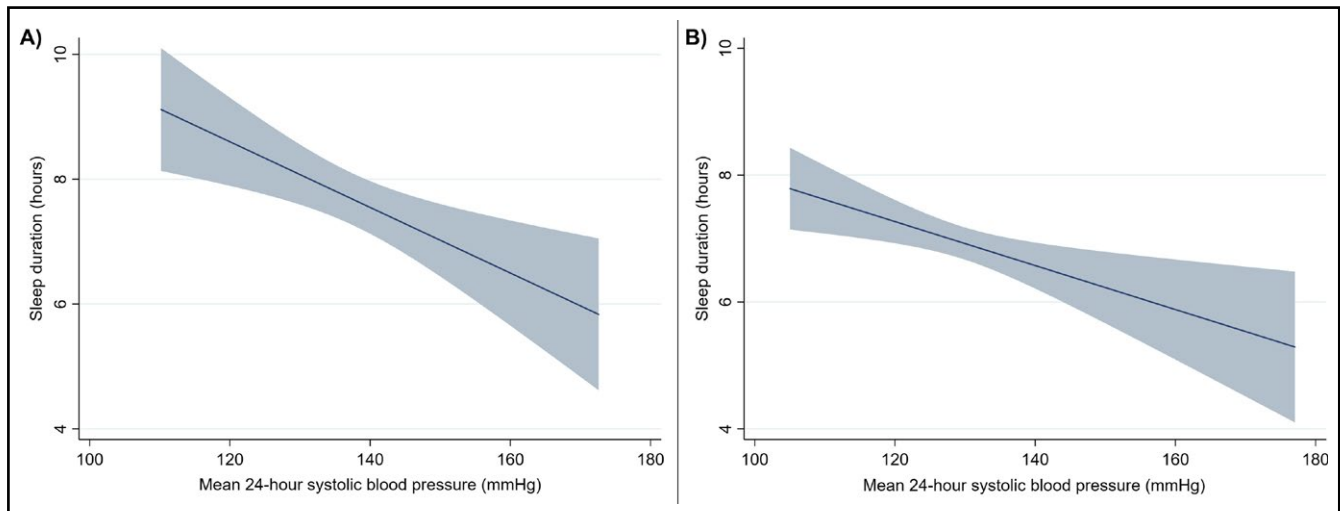 A)
Sleep duration (hours)
10
8
6
4
100 120 140 160 180
Mean 24-hour systolic blood pressure (mmHg)
B)
Sleep duration (hours)
10
8
6
4
100 120 140 160 180
Mean 24-hour systolic blood pressure (mmHg)